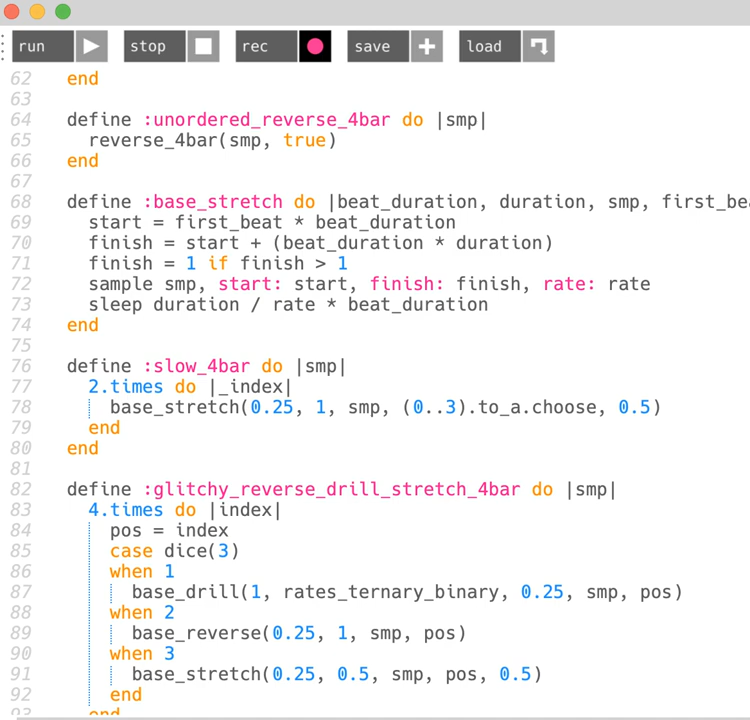 run stop rec save load
62 end
63
64 define :unordered_reverse_4bar do |smp|
65 reverse_4bar(smp, true)
66 end
67
68 define :base_stretch do |beat_duration, duration, smp, first_be
69 start = first_beat * beat_duration
70 finish = start + (beat_duration * duration)
71 finish = 1 if finish > 1
72 sample smp, start: start, finish: finish, rate: rate
73 sleep duration / rate * beat_duration
74 end
75
76 define :slow_4bar do |smp|
77 2.times do |_index|
78 base_stretch(0.25, 1, smp, (0..3).to_a.choose, 0.5)
79 end
80 end
81
82 define :glitchy_reverse_drill_stretch_4bar do |smp|
83 4.times do |index|
84 pos = index
85 case dice(3)
86 when 1
87 base_drill(1, rates_ternary_binary, 0.25, smp, pos)
88 when 2
89 base_reverse(0.25, 1, smp, pos)
90 when 3
91 base_stretch(0.25, 0.5, smp, pos, 0.5)
92 end
93 end